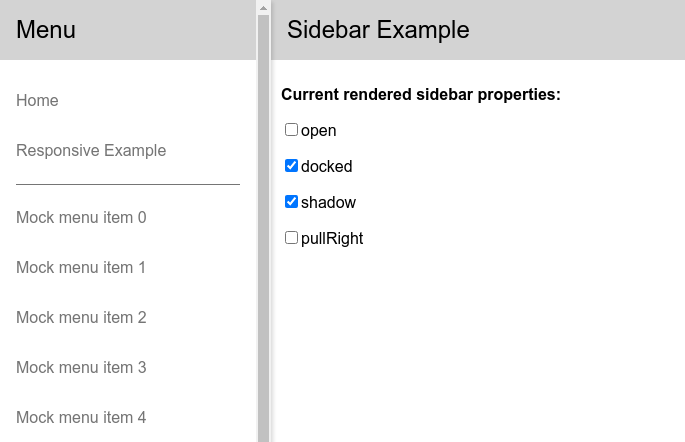 Menu
Home
Responsive Example
Mock menu item 0
Mock menu item 1
Mock menu item 2
Mock menu item 3
Mock menu item 4
Sidebar Example
Current rendered sidebar properties:
open
docked
shadow
pullRight